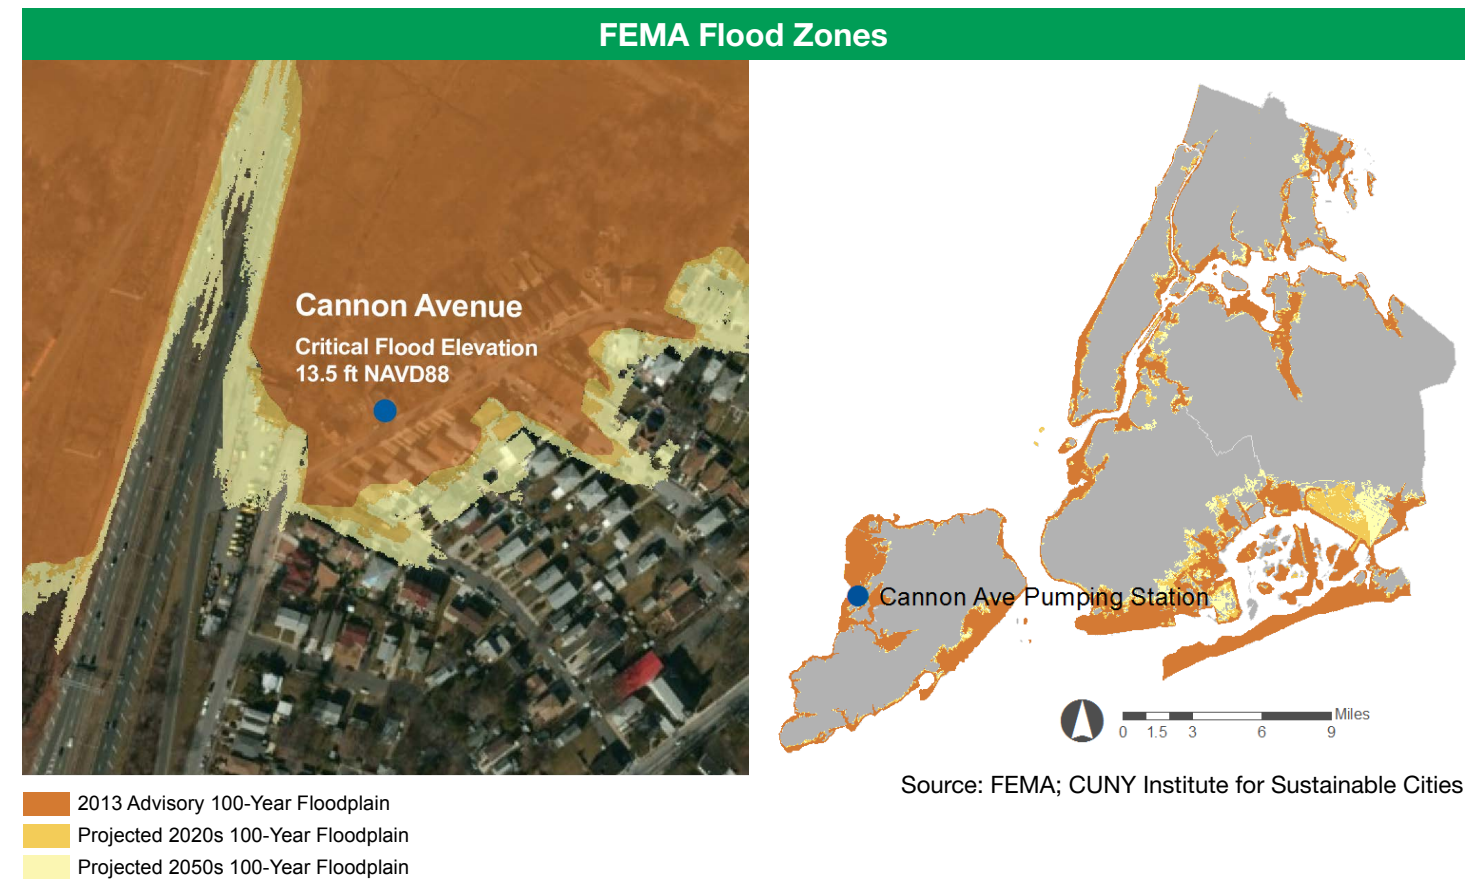 FEMA Flood Zones
Cannon Avenue
Critical Flood Elevation
13.5 ft NAVD88
Cannon Ave Pumping Station
Miles
0 1.5 3 6 9
Source: FEMA; CUNY Institute for Sustainable Cities
2013 Advisory 100-Year Floodplain
Projected 2020s 100-Year Floodplain
Projected 2050s 100-Year Floodplain